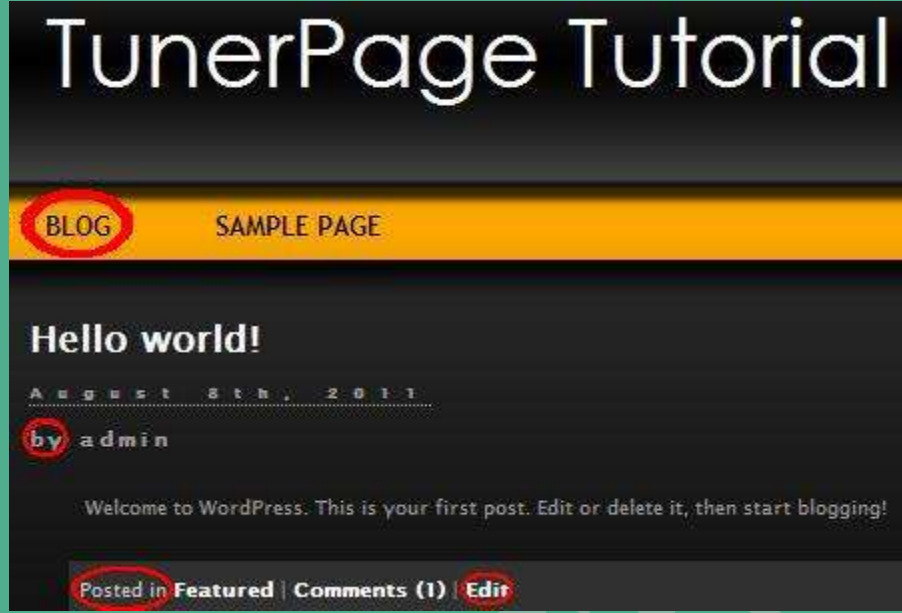 TunerPage Tutorial
BLOG SAMPLE PAGE
Hello world!
August 8th, 2011
by admin
Welcome to WordPress. This is your first post. Edit or delete it, then start blogging!
Posted in Featured | Comments (1) | Edit